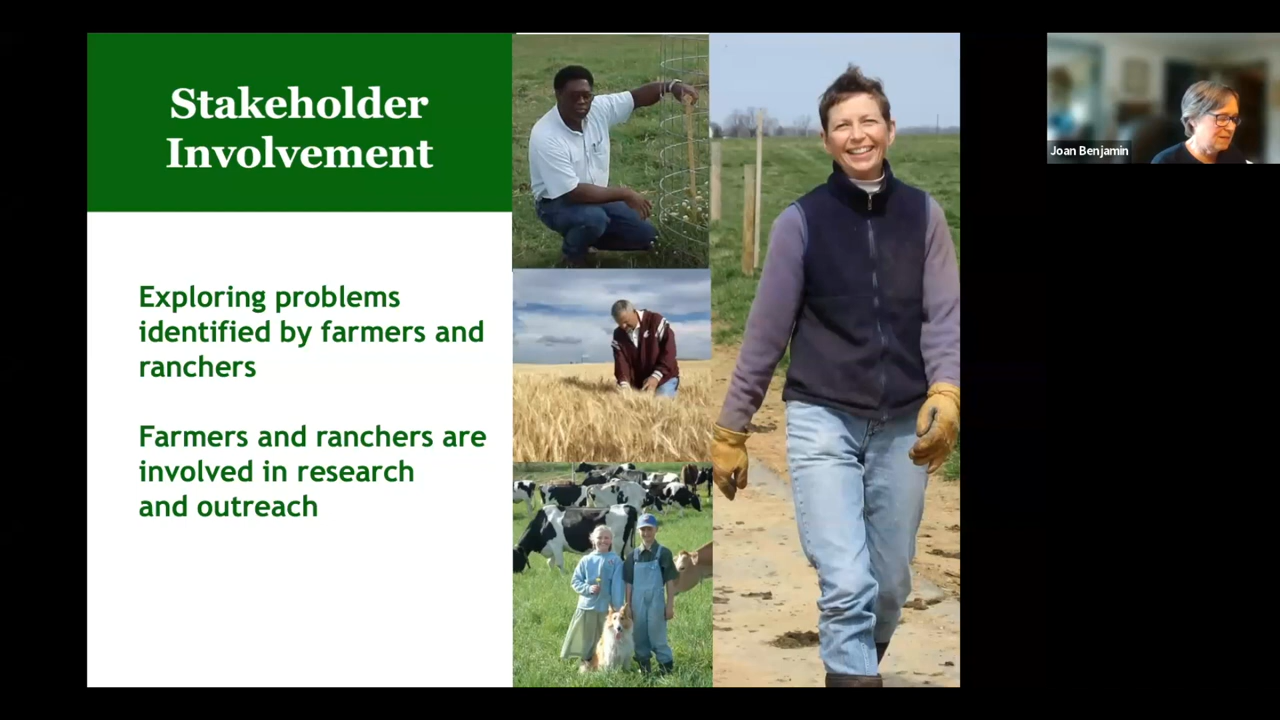 Stakeholder
Involvement
Exploring problems
identified by farmers and
ranchers
Farmers and ranchers are
involved in research
and outreach
Joan Benjamin